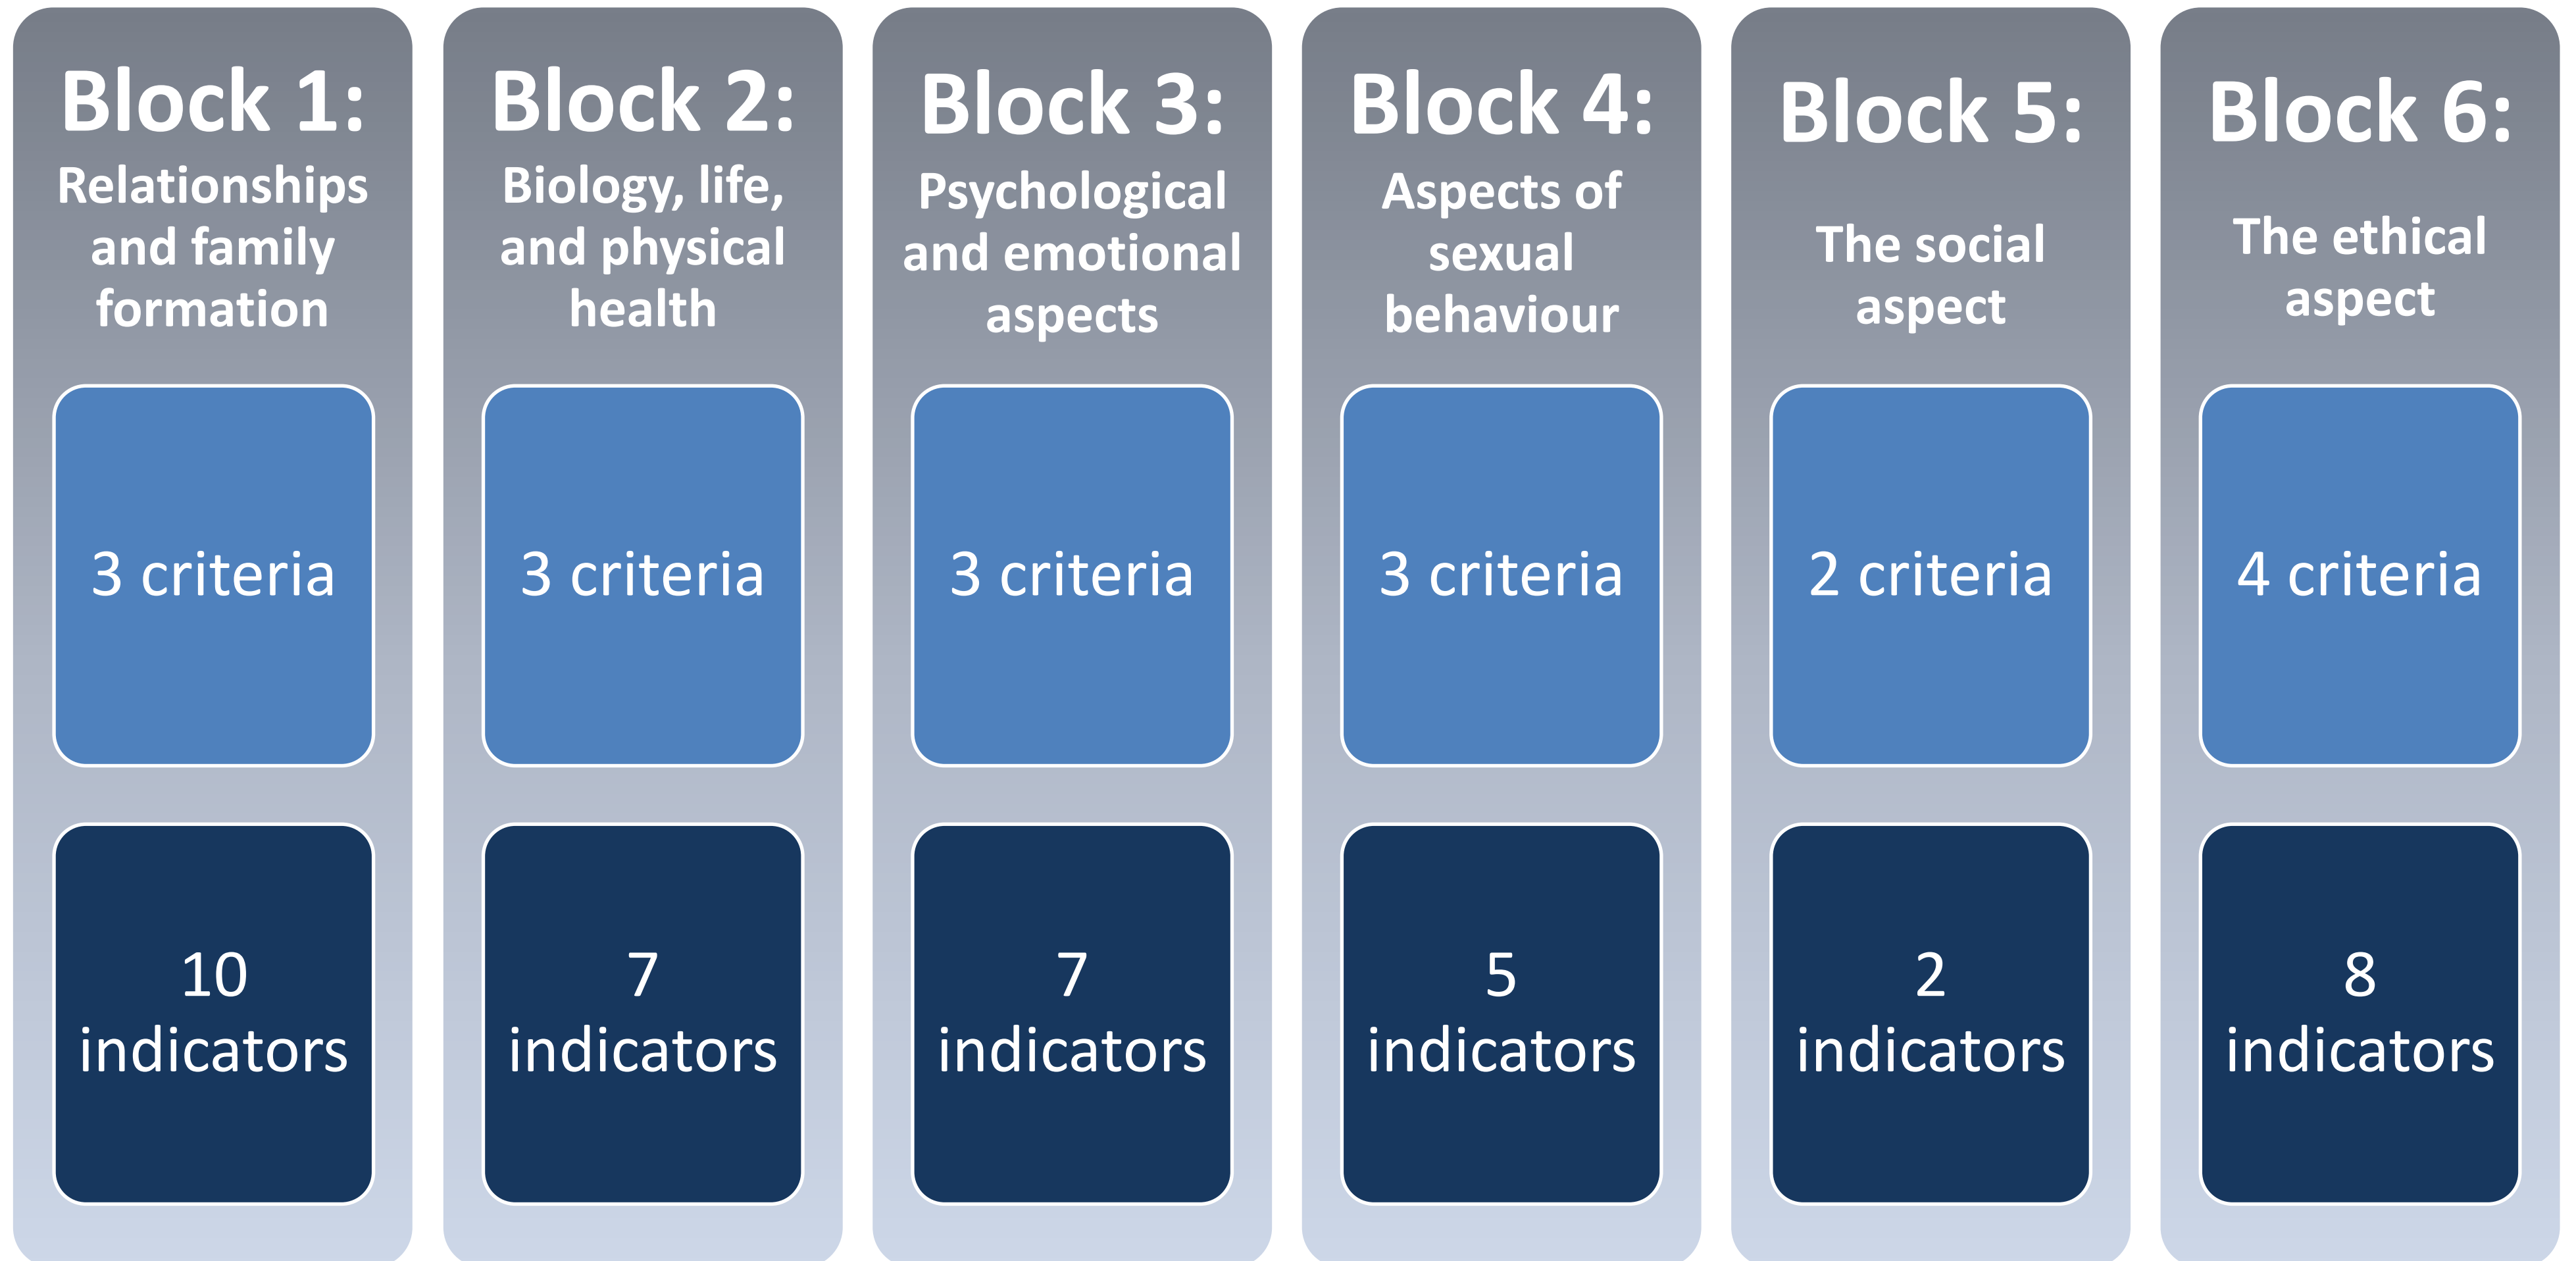 Block 1:
Relationships
and family
formation
3 criteria
10
indicators
Block 2:
Biology, life,
and physical
health
3 criteria
7
indicators
Block 3:
Psychological
and emotional
aspects
3 criteria
7
indicators
Block 4:
Aspects of
sexual
behaviour
3 criteria
5
indicators
Block 5:
The social
aspect
2 criteria
2
indicators
Block 6:
The ethical
aspect
4 criteria
8
indicators